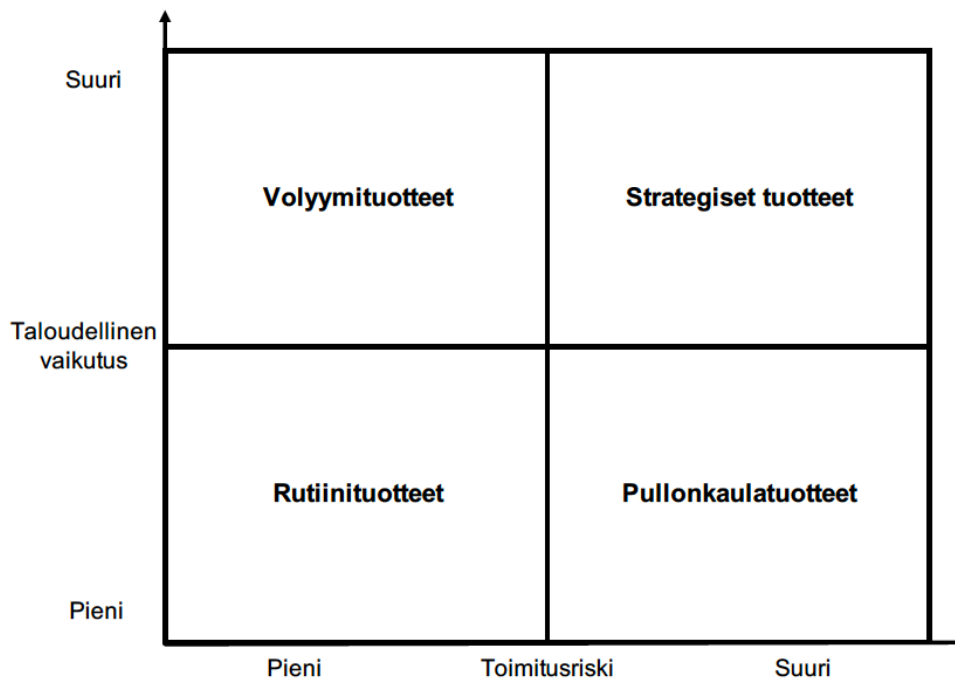 Suuri
Volyymituotteet
Strategiset tuotteet
Taloudellinen
vaikutus
Rutiinituotteet
Pullonkaulatuotteet
Pieni
Pieni
Toimitusriski
Suuri